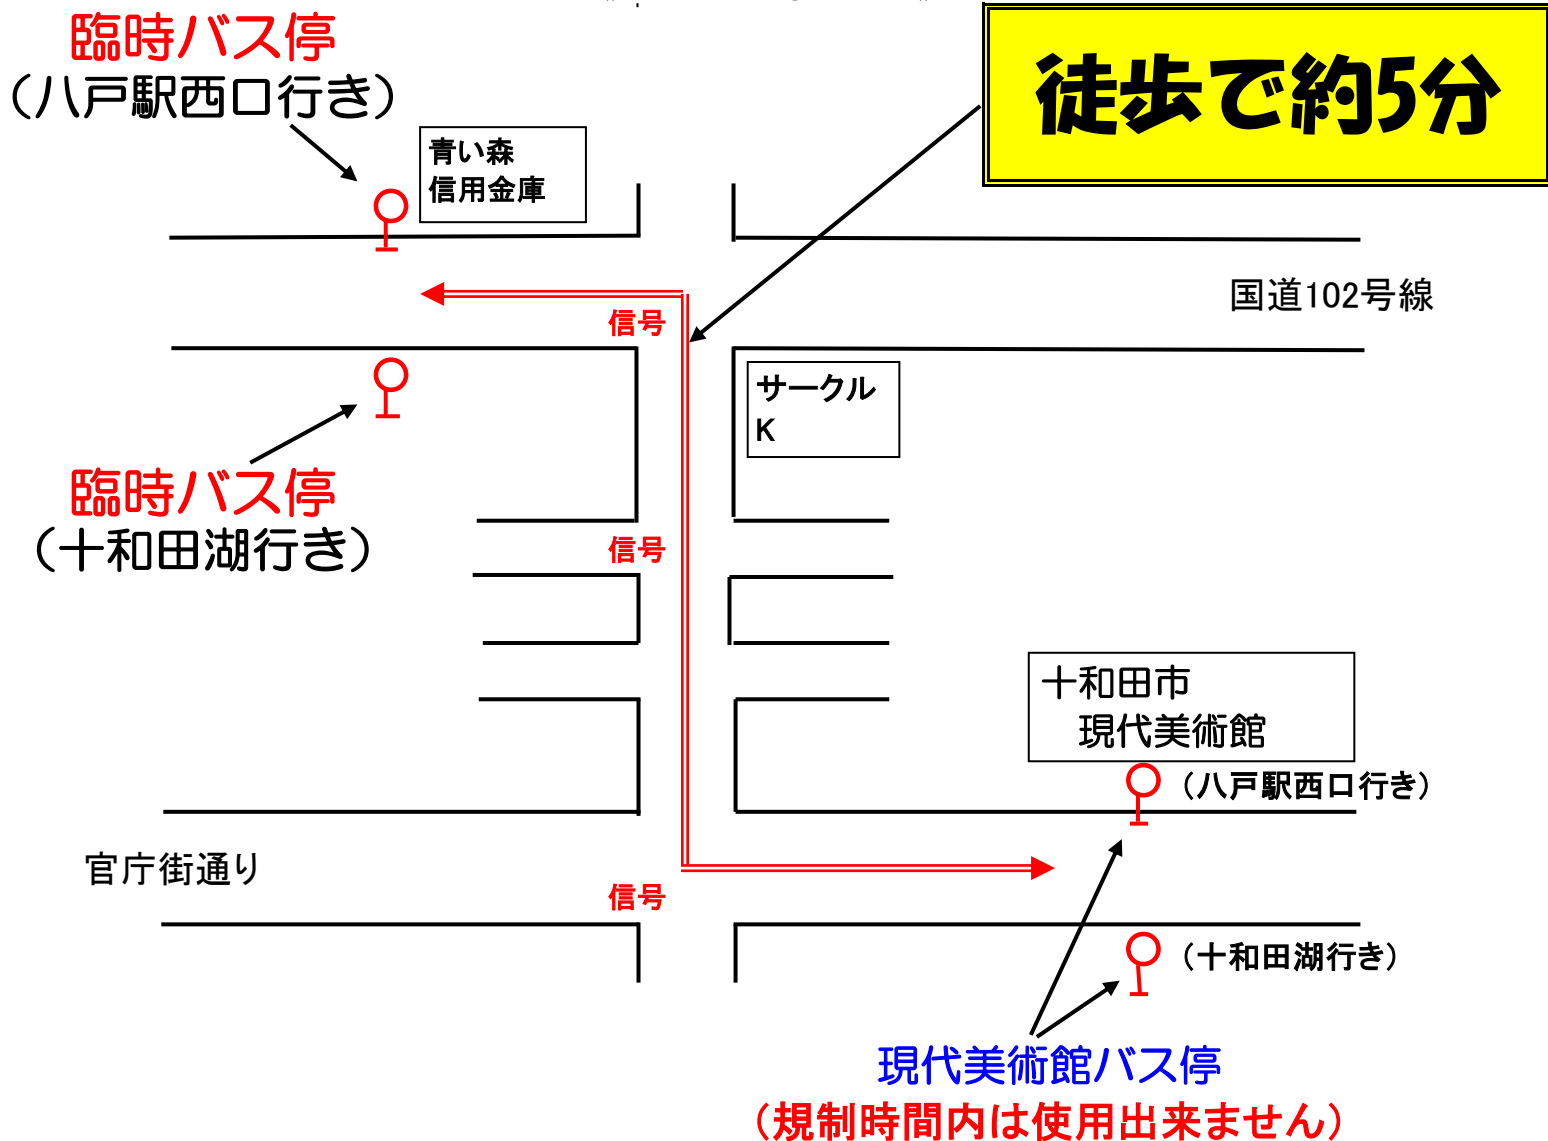 臨時バス停
（八戸駅西口行き）
徒歩で約5分
青い森
信用金庫
国道102号線
信号
サークル
K
臨時バス停
（十和田湖行き）
信号
十和田市
現代美術館
（八戸駅西口行き）
官庁街通り
信号
（十和田湖行き）
現代美術館バス停
（規制時間内は使用出来ません）